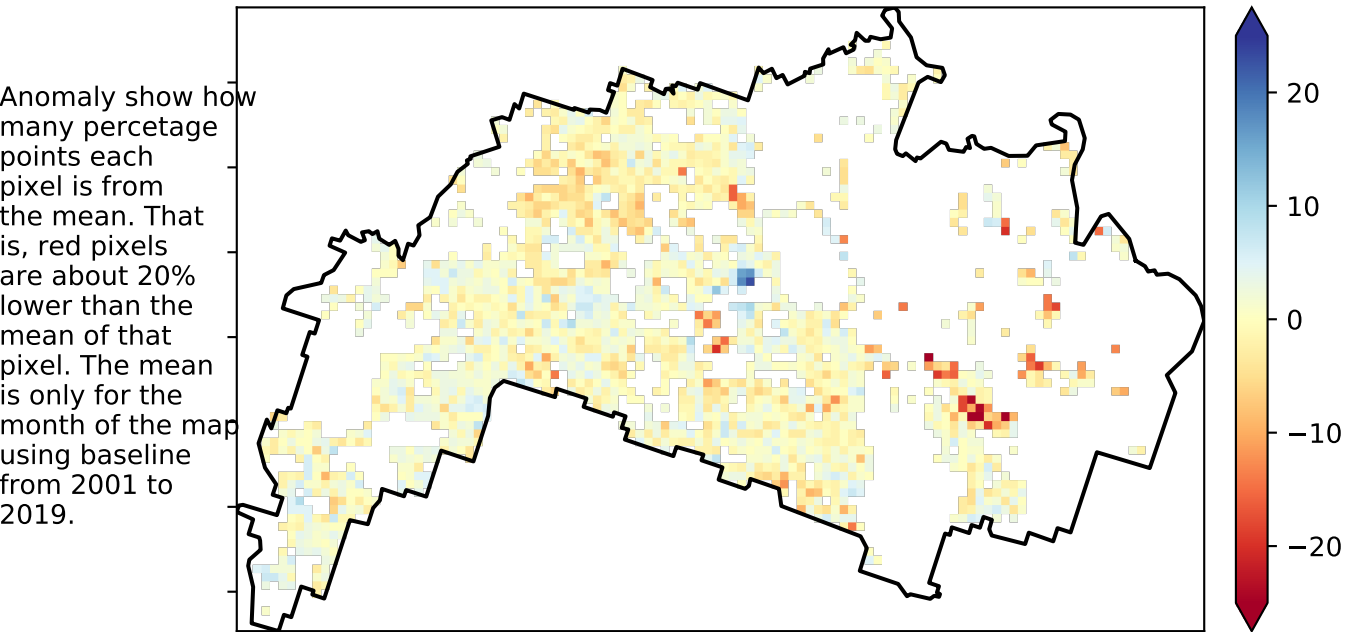 Anomaly show how
many percetage
points each
pixel is from
the mean. That
is, red pixels
are about 20%
lower than the
mean of that
pixel. The mean
is only for the
month of the map
using baseline
from 2001 to
2019.
20
10
0
−10
−20